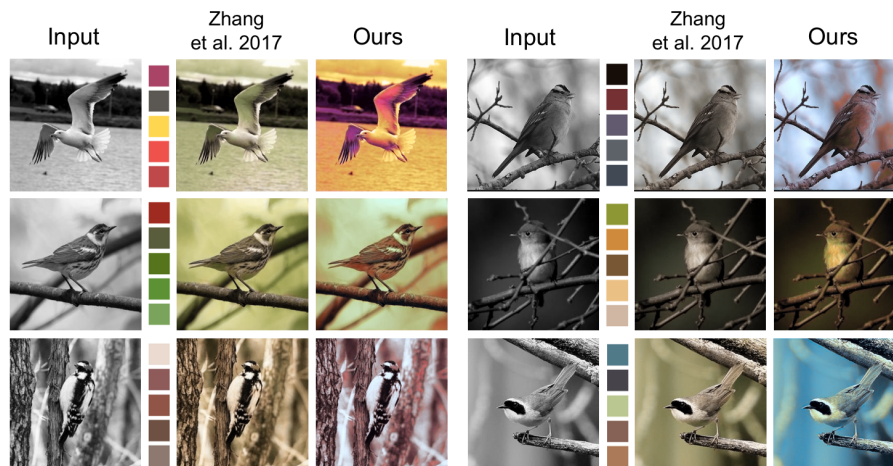 Input
Zhang
et al. 2017
Ours
Input
Zhang
et al. 2017
Ours